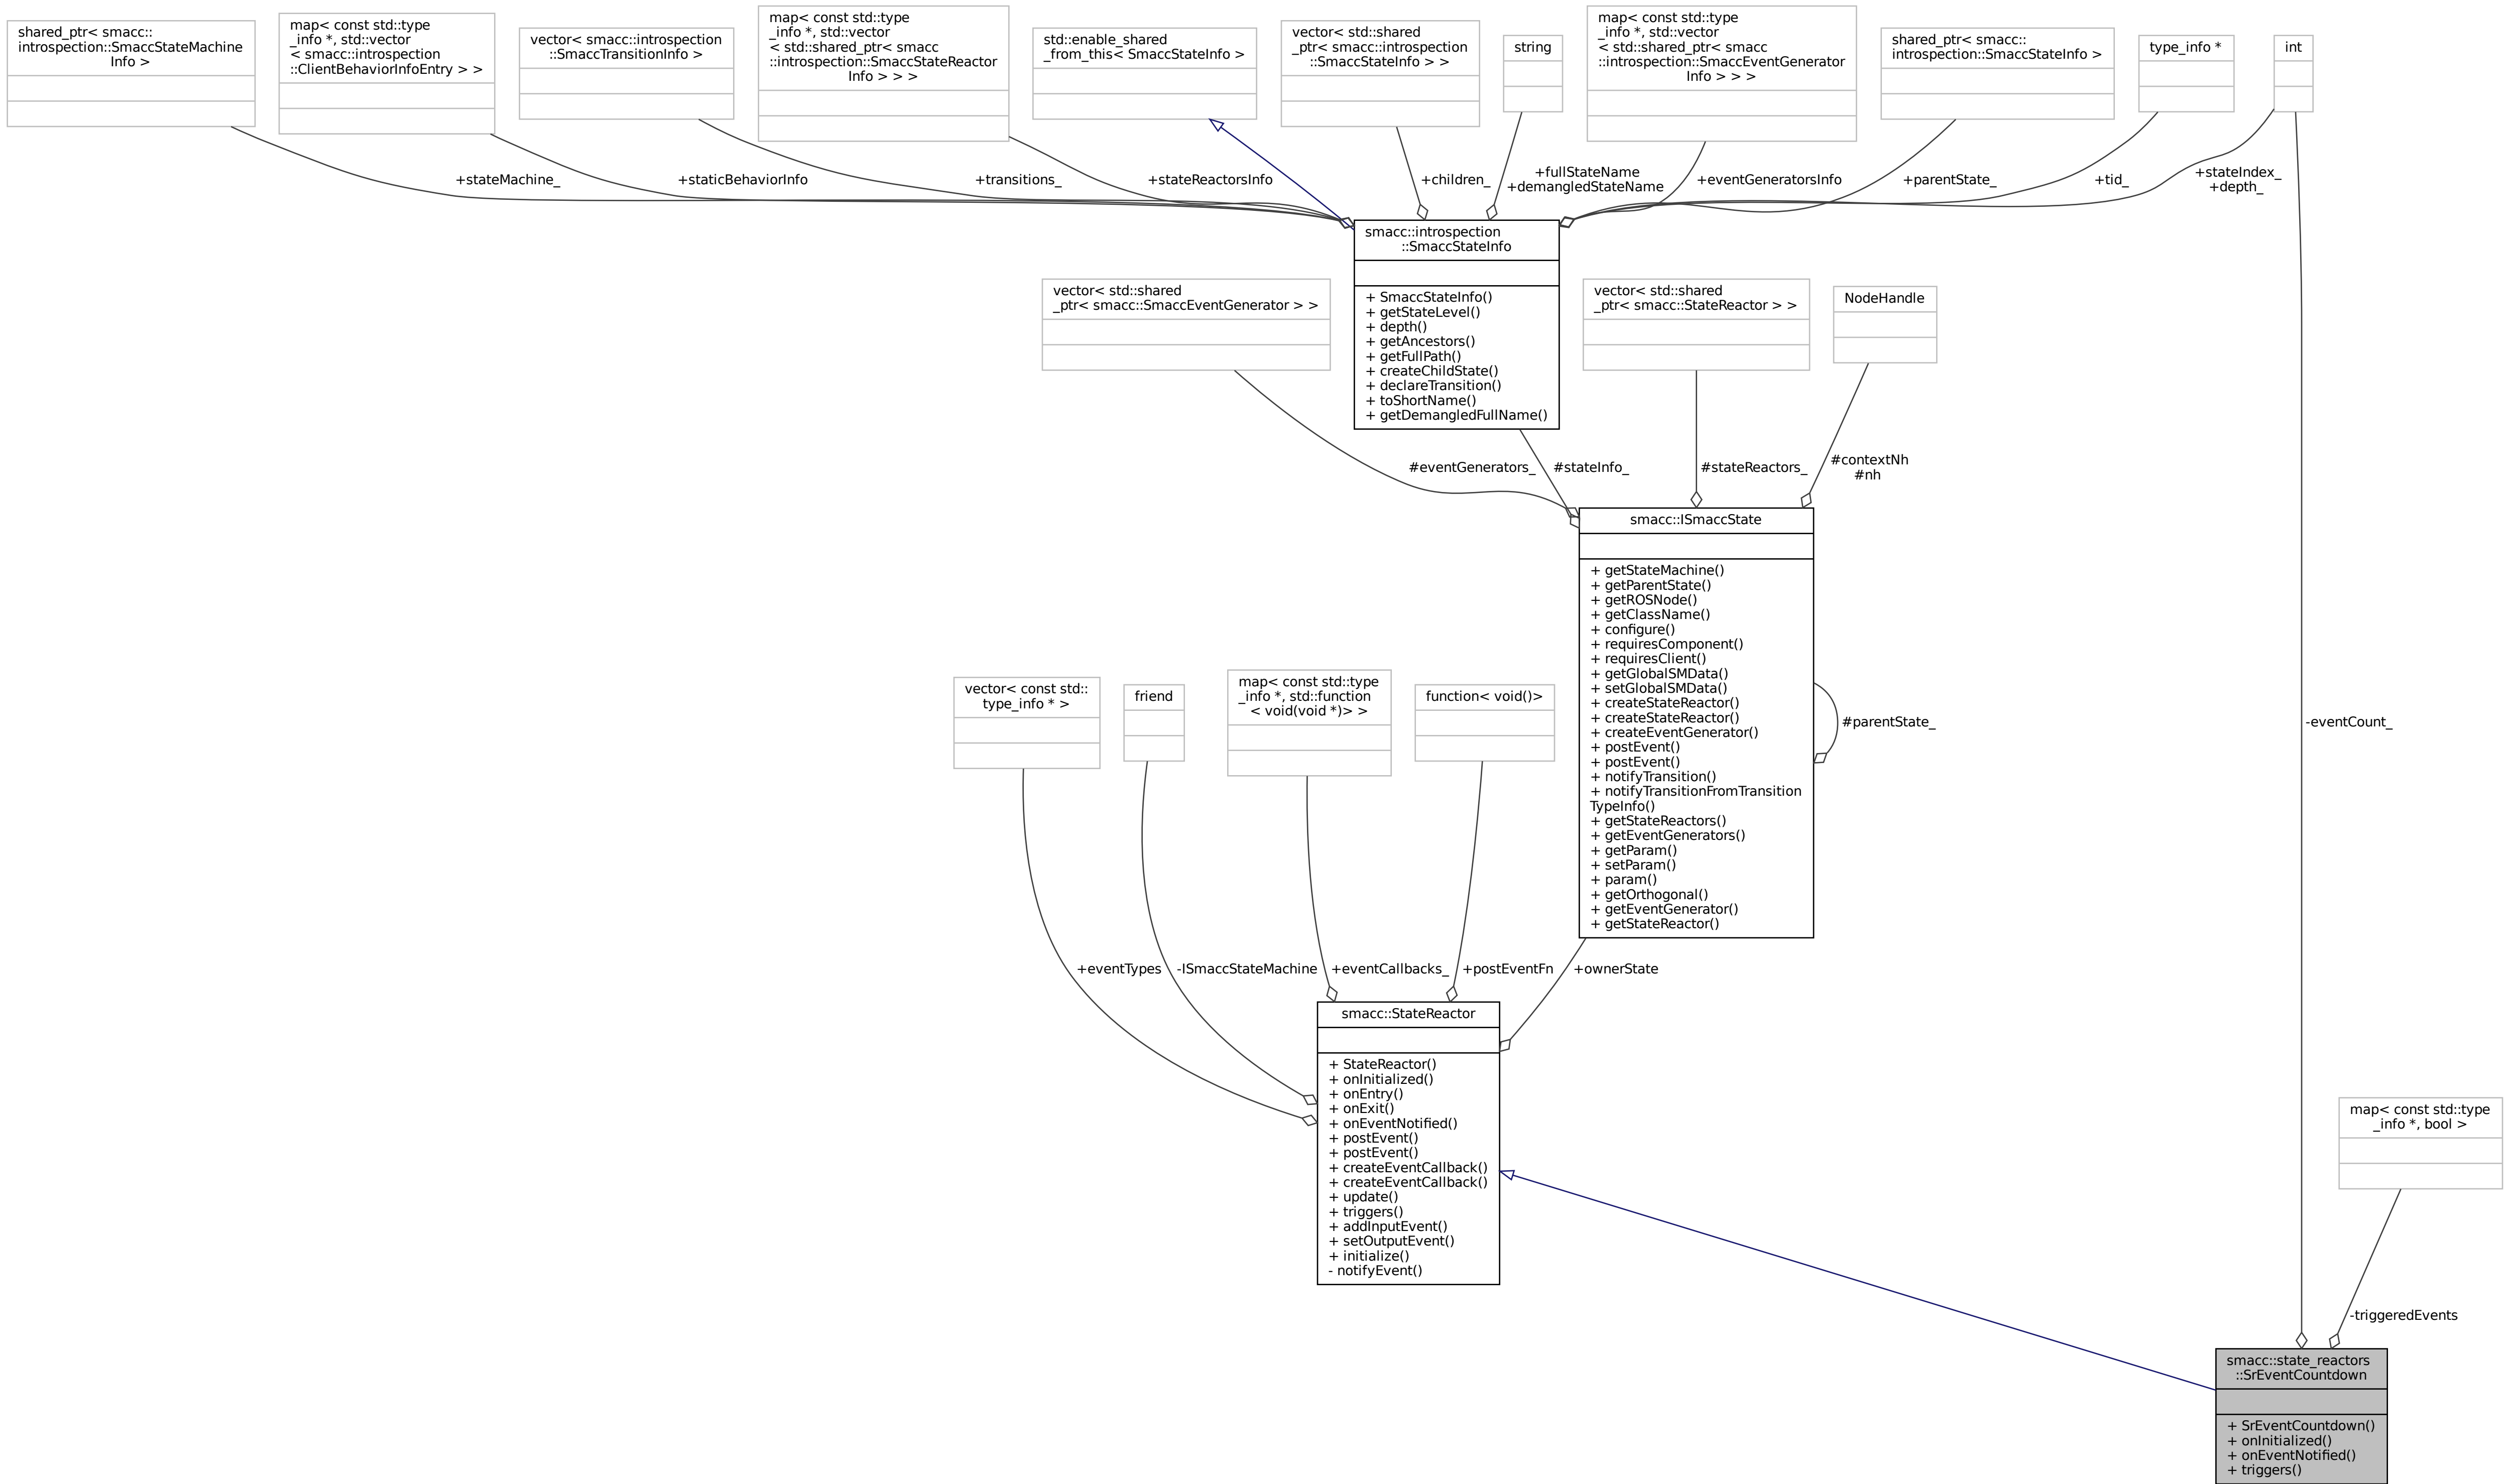 shared_ptr< smacc::
introspection::SmaccStateMachine
Info >
map< const std::type
_info *, std::vector
< smacc::introspection
::ClientBehaviorInfoEntry > >
vector< smacc::introspection
::SmaccTransitionInfo >
map< const std::type
_info *, std::vector
< std::shared_ptr< smacc
::introspection::SmaccStateReactor
Info > > >
std::enable_shared
_from_this< SmaccStateInfo >
vector< std::shared
_ptr< smacc::introspection
::SmaccStateInfo > >
string
map< const std::type
_info *, std::vector
< std::shared_ptr< smacc
::introspection::SmaccEventGenerator
Info > > >
shared_ptr< smacc::
introspection::SmaccStateInfo >
type_info *
int
+stateMachine_
+staticBehaviorInfo
+transitions_
+stateReactorsInfo
+children_
+fullStateName
+demangledStateName
+eventGeneratorsInfo
+parentState_
+tid_
+stateIndex_
+depth_
smacc::introspection
::SmaccStateInfo
+ SmaccStateInfo()
+ getStateLevel()
+ depth()
+ getAncestors()
+ getFullPath()
+ createChildState()
+ declareTransition()
+ toShortName()
+ getDemangledFullName()
vector< std::shared
_ptr< smacc::SmaccEventGenerator > >
vector< std::shared
_ptr< smacc::StateReactor > >
NodeHandle
#eventGenerators_
#stateInfo_
#stateReactors_
#contextNh
#nh
smacc::ISmaccState
+ getStateMachine()
+ getParentState()
+ getROSNode()
+ getClassName()
+ configure()
+ requiresComponent()
+ requiresClient()
+ getGlobalSMData()
+ setGlobalSMData()
+ createStateReactor()
+ createStateReactor()
+ createEventGenerator()
+ postEvent()
+ postEvent()
+ notifyTransition()
+ notifyTransitionFromTransition
TypeInfo()
+ getStateReactors()
+ getEventGenerators()
+ getParam()
+ setParam()
+ param()
+ getOrthogonal()
+ getEventGenerator()
+ getStateReactor()
#parentState_
-eventCount_
vector< const std::
type_info * >
friend
map< const std::type
_info *, std::function
< void(void *)> >
function< void()>
+eventTypes
-ISmaccStateMachine
+eventCallbacks_
+postEventFn
+ownerState
smacc::StateReactor
+ StateReactor()
+ onInitialized()
+ onEntry()
+ onExit()
+ onEventNotified()
+ postEvent()
+ postEvent()
+ createEventCallback()
+ createEventCallback()
+ update()
+ triggers()
+ addInputEvent()
+ setOutputEvent()
+ initialize()
- notifyEvent()
map< const std::type
_info *, bool >
-triggeredEvents
smacc::state_reactors
::SrEventCountdown
+ SrEventCountdown()
+ onInitialized()
+ onEventNotified()
+ triggers()